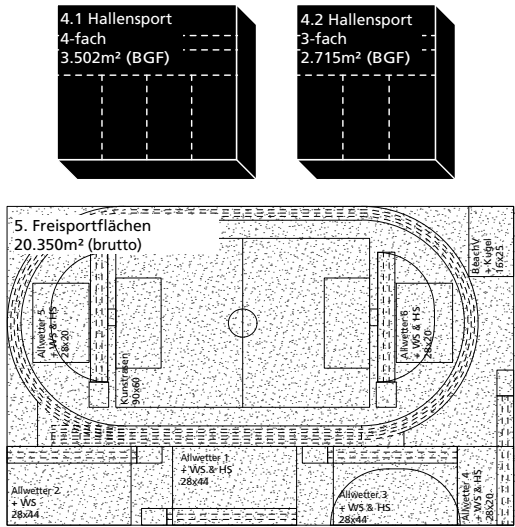 4.1 Hallensport
4-fach
3.502m² (BGF)
4.2 Hallensport
3-fach
2.715m² (BGF)
5. Freisportflächen
20.350m² (brutto)
BeachV
+ Kugel
16x25
Allwetter 5
+ WS & HS
28x20
Kunstrasen
90x60
Allwetter 6
+ WS & HS
28x20
Allwetter 1
+ WS & HS
28x44
Allwetter 2
+ WS
28x44
Allwetter 3
+ WS & HS
28x44
Allwetter 4
+ WS & HS
28x20